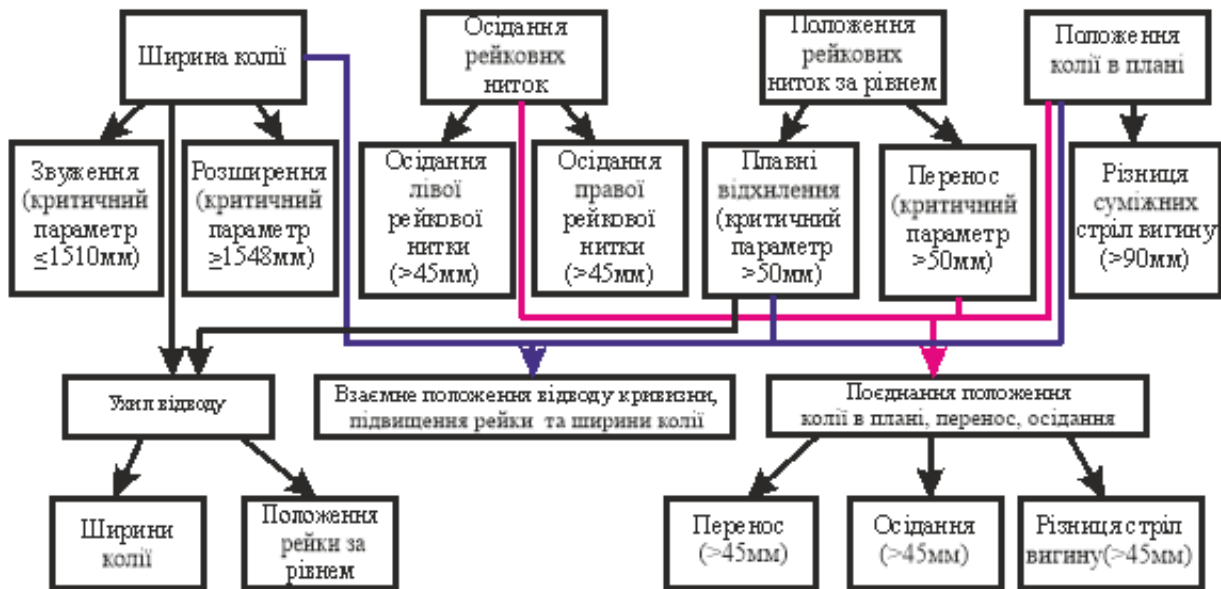 Ширина колії
Осідання
рейкових
ниток
Положення
рейкових
ниток за рівнем
Положення
колії в плані
Звуження
(критичний
параметр
≤1510мм)
Розширення
(критичний
параметр
≥1548мм)
Осідання
лівої
рейкової
нитки
(>45мм)
Осідання
правої
рейкової
нитки
(>45мм)
Плавні
відхилення
(критичний
параметр
>50мм)
Перенос
(критичний
параметр
>50мм)
Різниця
суміжних
стріл вигину
(>90мм)
Ухил відводу
Взаємне положення відводу кривизни,
підвищення рейки та ширини колії
Поєднання положення
колії в плані, перенос, осідання
Ширини
колії
Положення
рейки за
рівнем
Перенос
(>45мм)
Осідання
(>45мм)
Різниця стріл
вигину(>45мм)